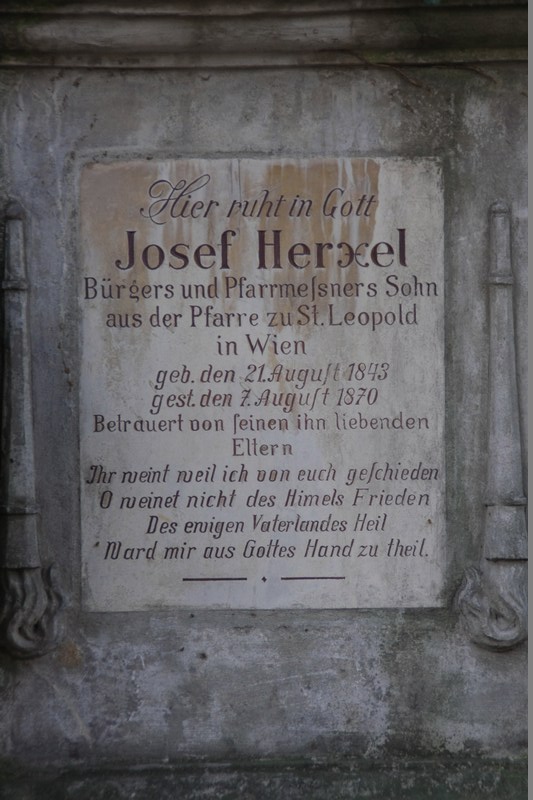 Hier ruht in Gott
Josef Herxel
Bürgers und Pfarrmeſsners Sohn
aus der Pfarre zu St. Leopold
in Wien
geb. den 21. Auguſt 1843
gest. den 7. Auguſt 1870
Betrauert von ſeinen ihn liebenden
Eltern
Ihr weint weil ich von euch geſchieden
O weinet nicht des Himels Frieden
Des ewigen Vaterlandes Heil
Ward mir aus Gottes Hand zu theil.